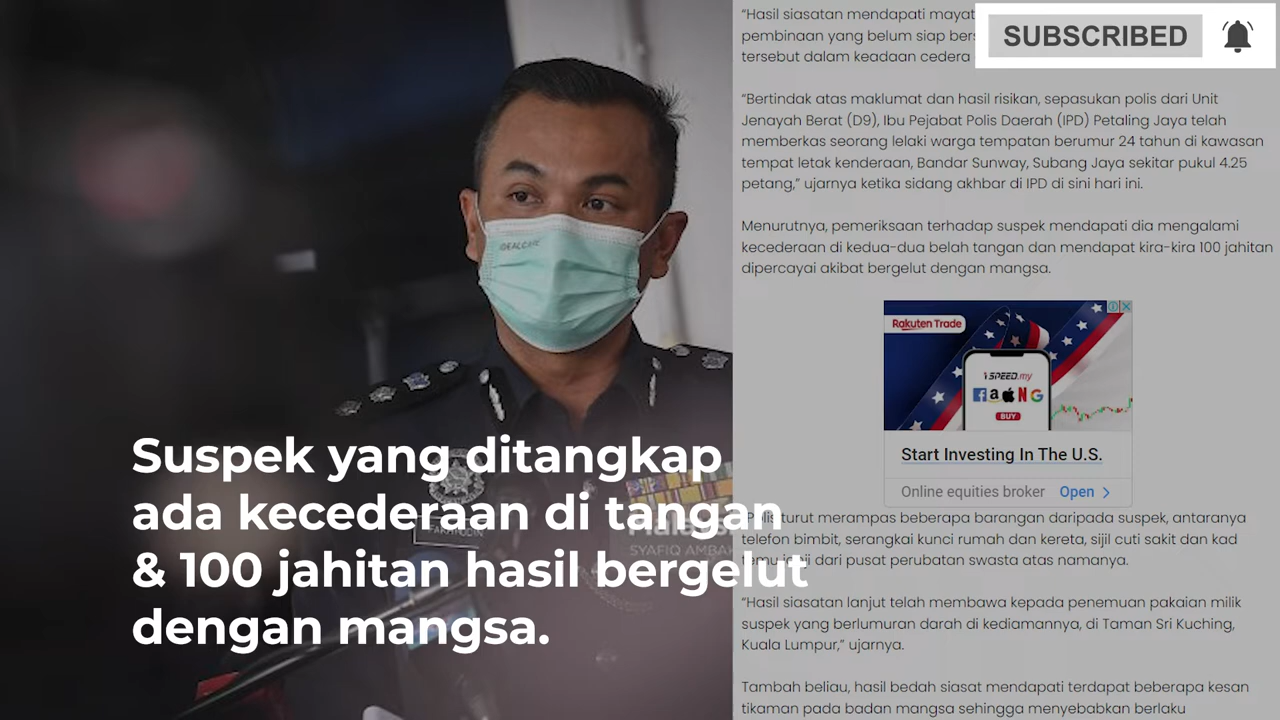 "Hasil siasatan mendapati mayat
pembinaan yang belum siap
tersebut dalam keadaan cedera
SUBSCRIBED
"Bertindak atas maklumat dan hasil risikan, sepasukan polis dari Unit
Jenayah Berat (D9), Ibu Pejabat Polis Daerah (IPD) Petaling Jaya telah
memberkas seorang lelaki warga tempatan berumur 24 tahun di kawasan
tempat letak kenderaan, Bandar Sunway, Subang Jaya sekitar pukul 4.25
petang," ujarnya ketika sidang akhbar di IPD di sini hari ini.
Menurutnya, pemeriksaan terhadap suspek mendapati dia mengalami
kecederaan di kedua-dua belah tangan dan mendapat kira-kira 100 jahitan
dipercayai akibat bergelut dengan mangsa.
Rakuten Trade
iSPEED.my
BUY
Start Investing In The U.S.
Online equities broker Open
Polis turut merampas beberapa barangan daripada suspek, antaranya
telefon bimbit, serangkai kunci rumah dan kereta, sijil cuti sakit dan kad
temu janji dari pusat perubatan swasta atas namanya.
"Hasil siasatan lanjut telah membawa kepada penemuan pakaian milik
suspek yang berlumuran darah di kediamannya, di Taman Sri Kuching,
Kuala Lumpur," ujarnya.
Tambah beliau, hasil bedah siasat mendapati terdapat beberapa kesan
tikaman pada badan mangsa sehingga menyebabkan berlaku
IDEALCARE
SYAFIQ AMBAK
Suspek yang ditangkap
ada kecederaan di tangan
& 100 jahitan hasil bergelut
dengan mangsa.